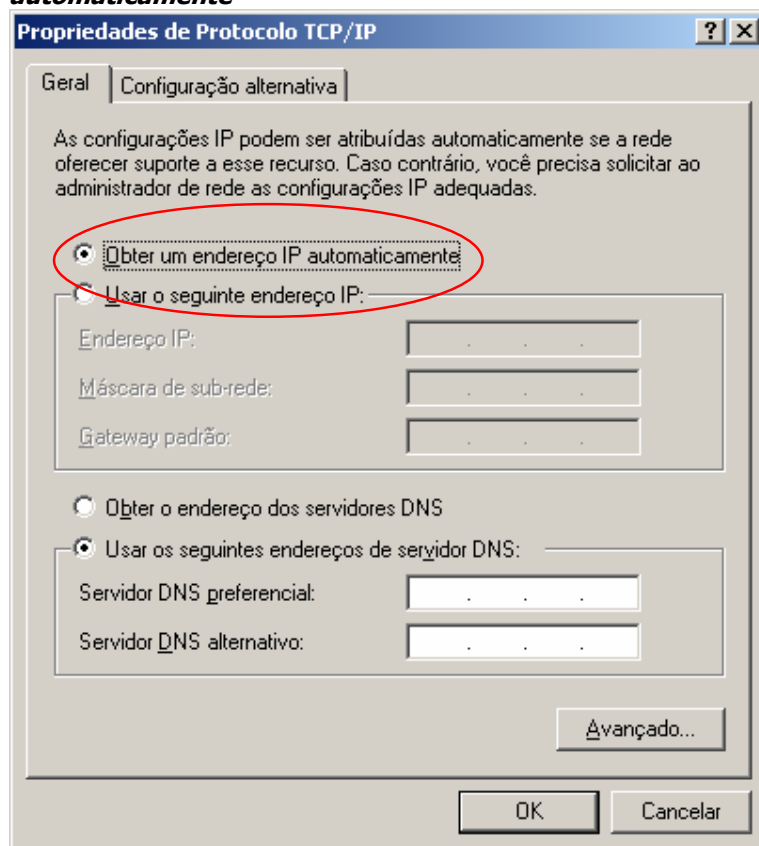 automaticamente
Propriedades de Protocolo TCP/IP
Geral
Configuração alternativa
As configurações IP podem ser atribuídas automaticamente se a rede
oferecer suporte a esse recurso. Caso contrário, você precisa solicitar ao
administrador de rede as configurações IP adequadas.
Obter um endereço IP automaticamente
Usar o seguinte endereço IP:
Endereço IP:
Máscara de sub-rede:
Gateway padrão:
Obter o endereço dos servidores DNS
Usar os seguintes endereços de servidor DNS:
Servidor DNS preferencial:
Servidor DNS alternativo:
Avançado...
OK
Cancelar